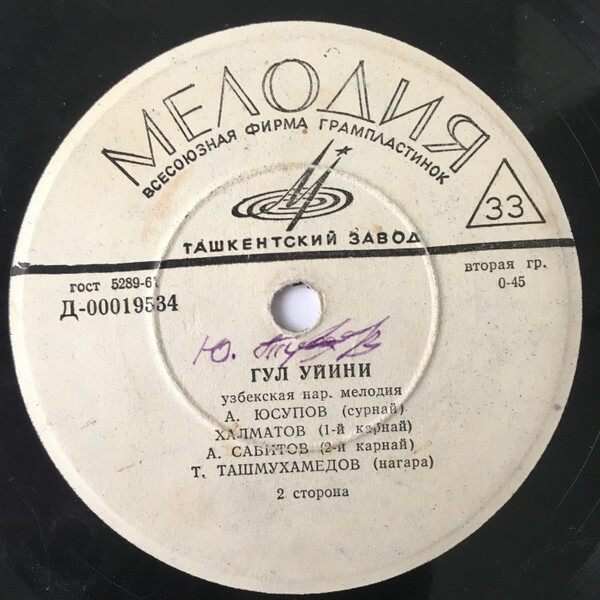 МЕЛОДИЯ
ВСЕСОЮЗНАЯ ФИРМА ГРАМПЛАСТИНОК
33
ТАШКЕНТСКИЙ ЗАВОД
гост 5289-61
вторая гр.
Д-00019534
0-45
Ю.
ГУЛ УЙИНИ
узбекская нар. мелодия
А. ЮСУПОВ (сурнай)
ХАЛМАТОВ (1-й карнай)
А. САБИТОВ (2-й карнай)
Т. ТАШМУХАМЕДОВ (нагара)
2 сторона